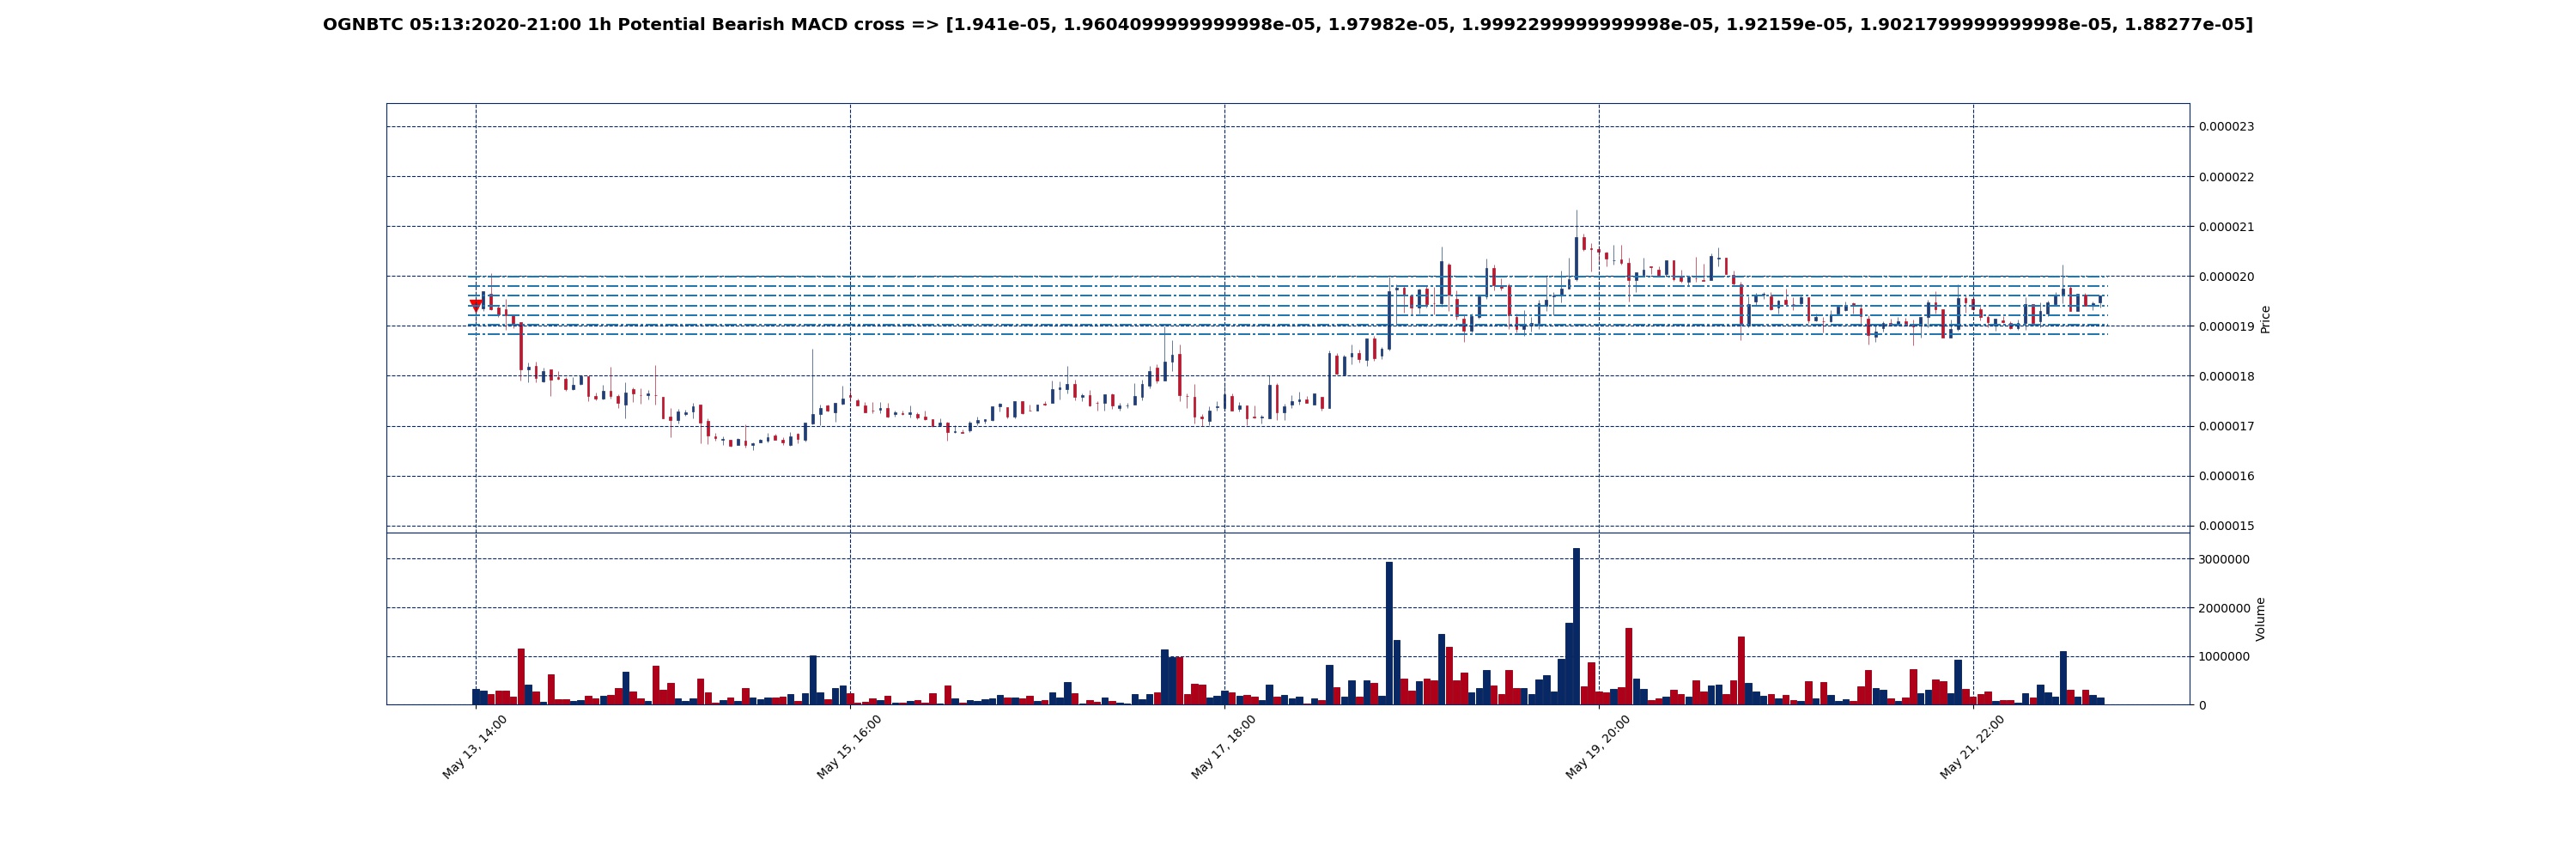 OGNBTC 05:13:2020-21:00 1h Potential Bearish MACD cross => [1.941e-05, 1.9604099999999998e-05, 1.97982e-05, 1.9992299999999998e-05, 1.92159e-05, 1.9021799999999998e-05, 1.88277e-05]
0.000023
0.000022
0.000021
0.000020
0.000019
0.000018
0.000017
0.000016
0.000015
Price
3000000
2000000
1000000
0
Volume
May 13, 14:00
May 15, 16:00
May 17, 18:00
May 19, 20:00
May 21, 22:00